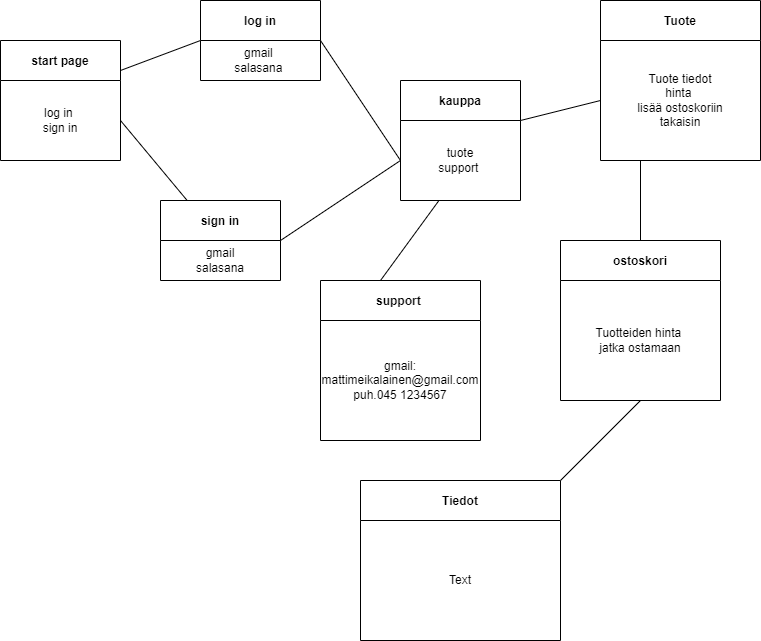 start page
log in
sign in
log in
gmail
salasana
sign in
gmail
salasana
kauppa
tuote
support
support
gmail:
mattimeikalainen@gmail.com
puh.045 1234567
Tuote
Tuote tiedot
hinta
lisää ostoskoriin
takaisin
ostoskori
Tuotteiden hinta
jatka ostamaan
Tiedot
Text